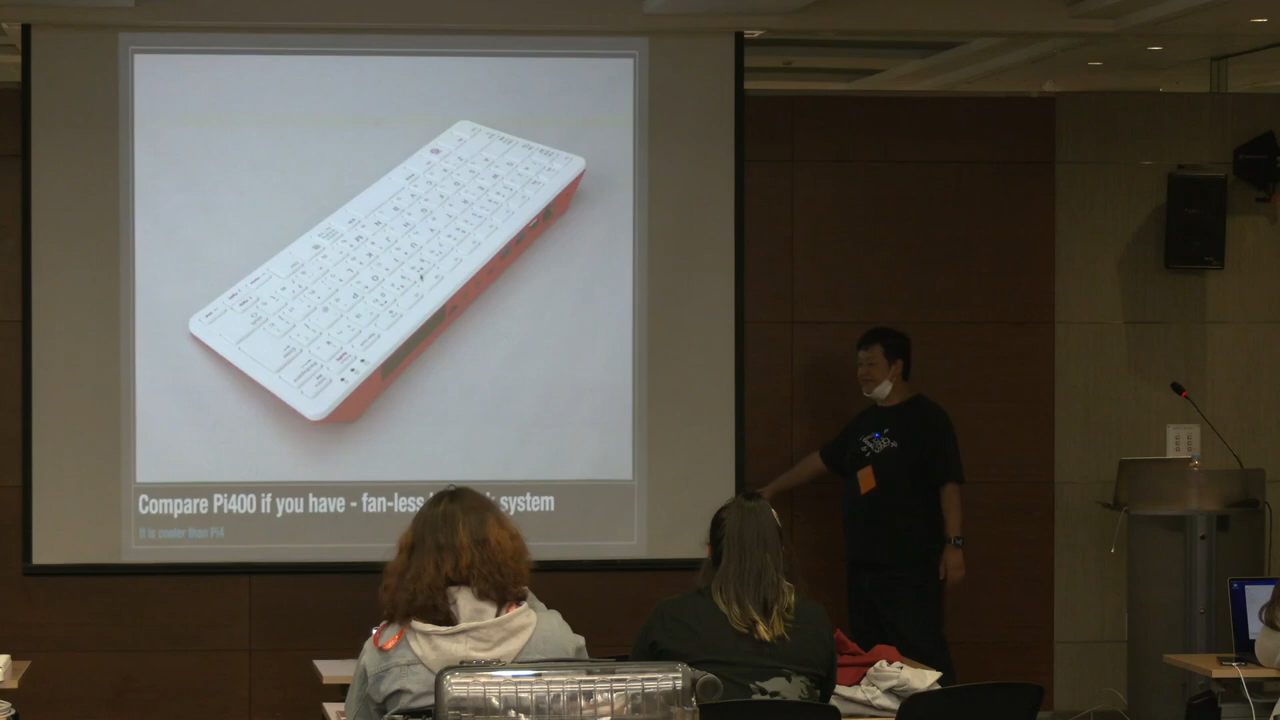 Compare Pi400 if you have - fan-less system
It is cooler than Pi4